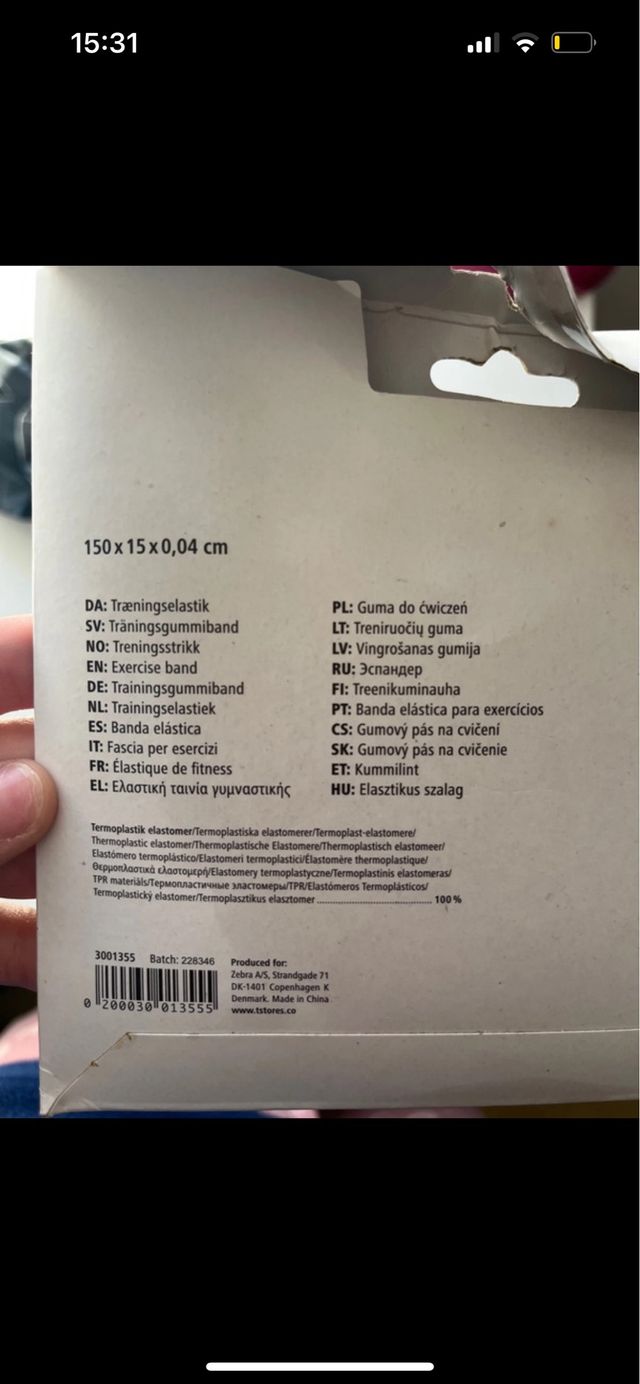 15:31
150 x 15 x 0,04 cm
DA: Træningselastik
SV: Träningsgummiband
NO: Treningsstrikk
EN: Exercise band
DE: Trainingsgummiband
NL: Trainingselastiek
ES: Banda elástica
IT: Fascia per esercizi
FR: Élastique de fitness
EL: Ελαστική ταινία γυμναστικής
PL: Guma do ćwiczeń
LT: Treniruočių guma
LV: Vingrošanas gumija
RU: Эспандер
FI: Treenikuminauha
PT: Banda elástica para exercícios
CS: Gumový pás na cvičení
SK: Gumový pás na cvičenie
ET: Kummilint
HU: Elasztikus szalag
Termoplastik elastomer/Termoplastiska elastomerer/Termoplast-elastomere/
Thermoplastic elastomer/Thermoplastische Elastomere/Thermoplastisch elastomeer/
Elastómero termoplástico/Elastomeri termoplastici/Élastomère thermoplastique/
Θερμοπλαστικά ελαστομερή/Elastomery termoplastyczne/Termoplastinis elastomeras/
TPR materiāls/Термопластичные эластомеры/TPR/Elastómeros Termoplásticos/
Termoplastický elastomer/Termoplasztikus elasztomer ........................................ 100 %
3001355 Batch: 228346
0 200030 013555
Produced for:
Zebra A/S, Strandgade 71
DK-1401 Copenhagen K
Denmark. Made in China
www.tstores.co